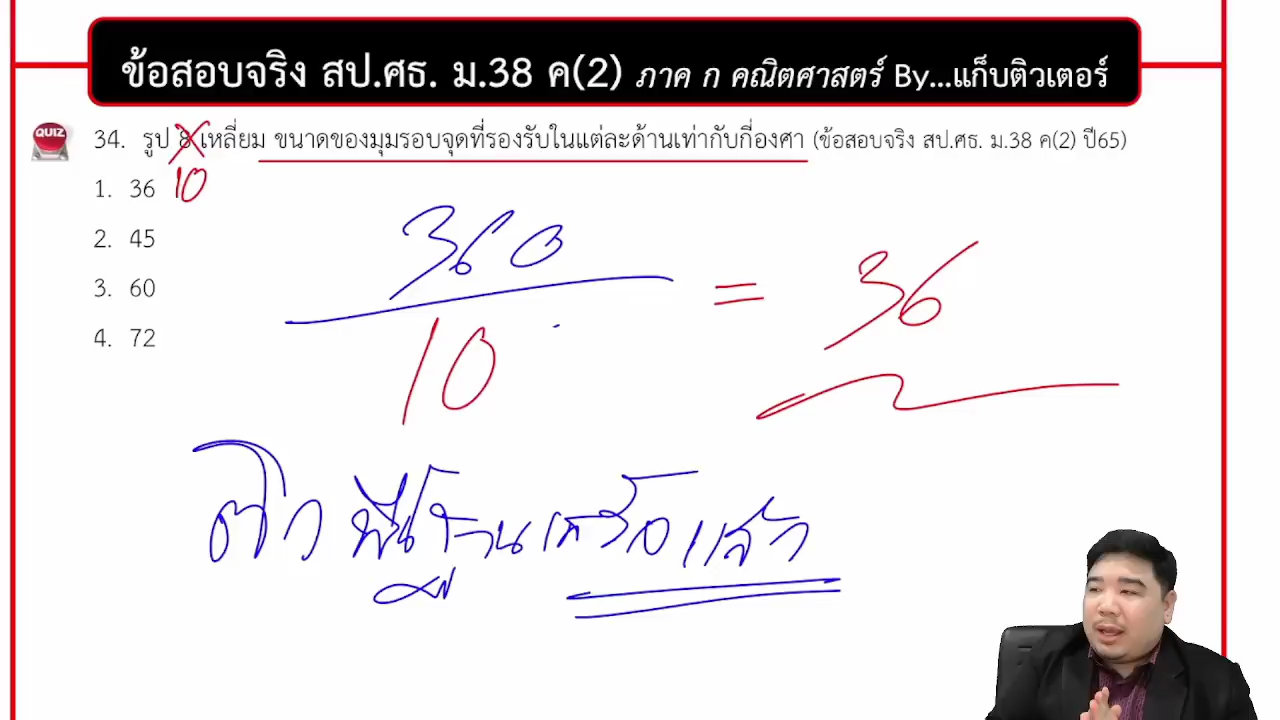 ข้อสอบจริง สป.ศธ. ม.38 ค(2) ภาค ก คณิตศาสตร์ By...แก็บติวเตอร์
QUIZ
34. รูป 8 เหลี่ยม ขนาดของมุมรอบจุดที่รองรับในแต่ละด้านเท่ากับกี่องศา (ข้อสอบจริง สป.ศธ. ม.38 ค(2) ปี65)
10
1. 36
2. 45
3. 60
4. 72
360
10
= 36
แล้ว